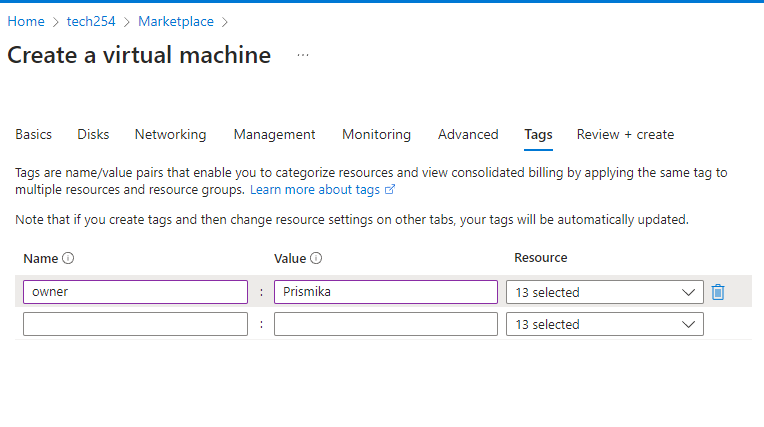 Home > tech254 > Marketplace >
Create a virtual machine ...
Basics Disks Networking Management Monitoring Advanced Tags Review + create
Tags are name/value pairs that enable you to categorize resources and view consolidated billing by applying the same tag to
multiple resources and resource groups. Learn more about tags
Note that if you create tags and then change resource settings on other tabs, your tags will be automatically updated.
Name Value Resource
owner : Prismika 13 selected
: 13 selected